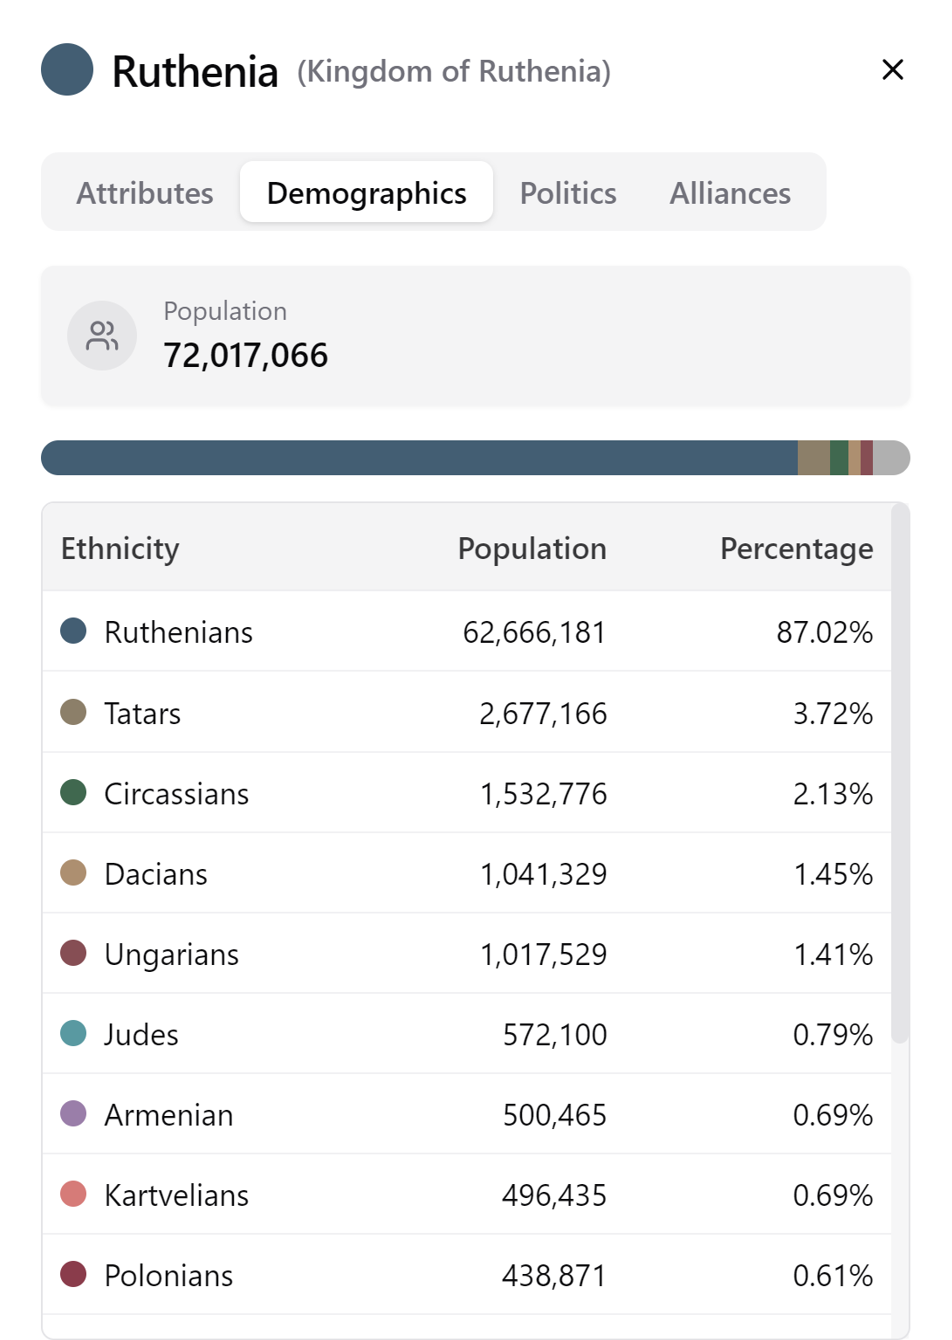 Ruthenia (Kingdom of Ruthenia)
Attributes Demographics Politics Alliances
Population
72,017,066
Ethnicity Population Percentage
Ruthenians 62,666,181 87.02%
Tatars 2,677,166 3.72%
Circassians 1,532,776 2.13%
Dacians 1,041,329 1.45%
Ungarians 1,017,529 1.41%
Judes 572,100 0.79%
Armenian 500,465 0.69%
Kartvelians 496,435 0.69%
Polonians 438,871 0.61%